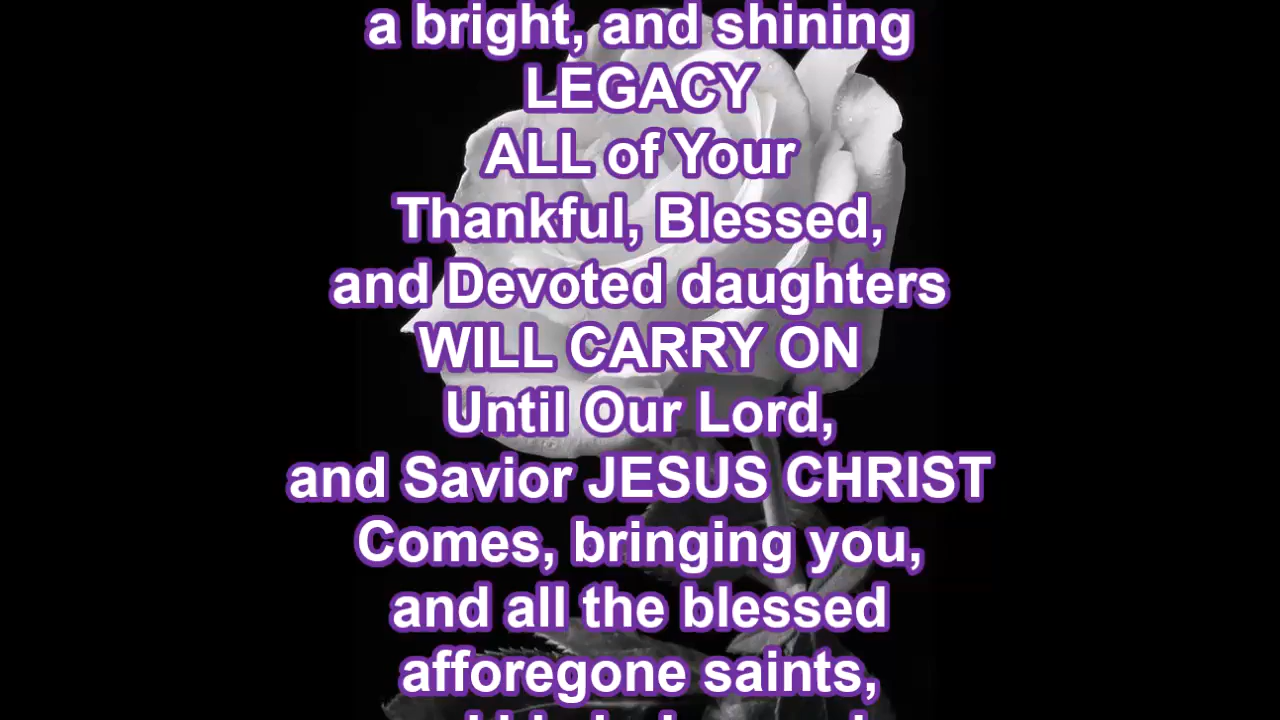 a bright, and shining
LEGACY
ALL of Your
Thankful, Blessed,
and Devoted daughters
WILL CARRY ON
Until Our Lord,
and Savior JESUS CHRIST
Comes, bringing you,
and all the blessed
afforegone saints,